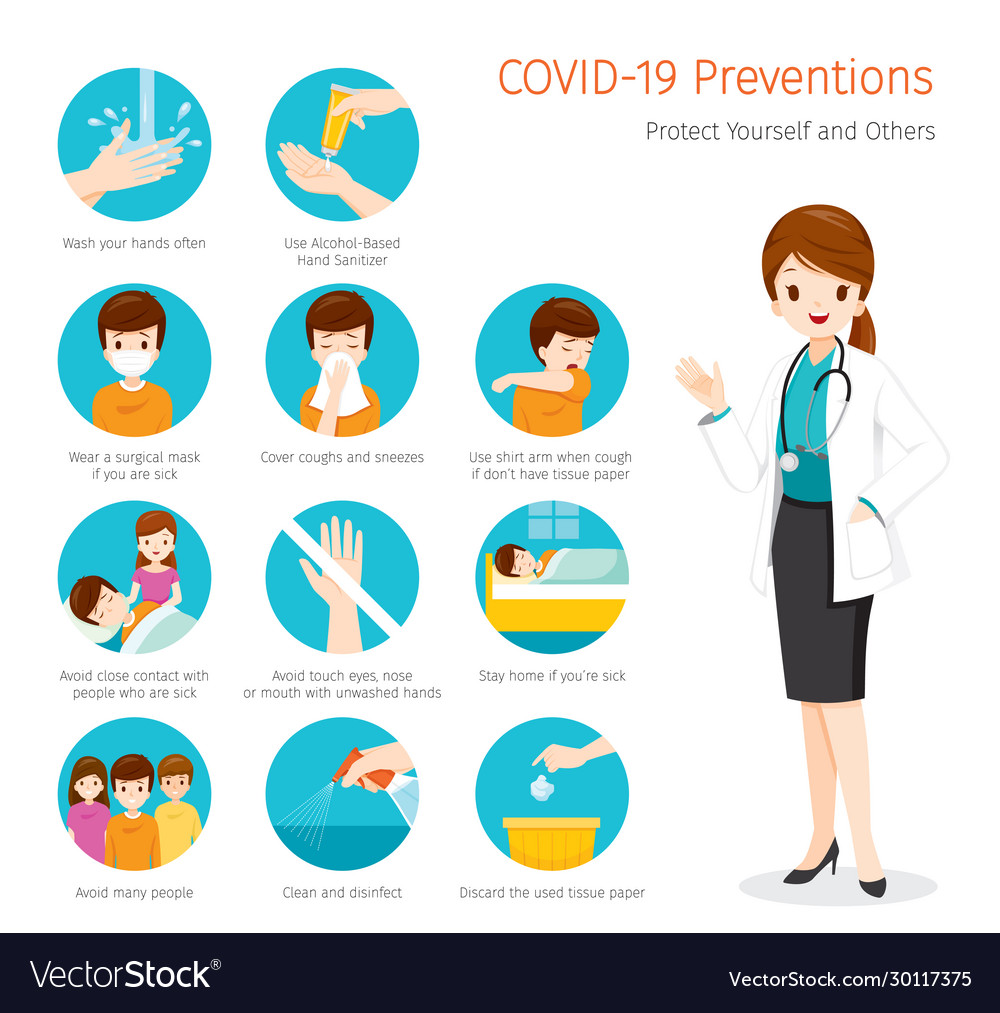 COVID-19 Preventions
Protect Yourself and Others
Wash your hands often
Use Alcohol-Based
Hand Sanitizer
Wear a surgical mask
if you are sick
Cover coughs and sneezes
Use shirt arm when cough
if don't have tissue paper
Avoid close contact with
people who are sick
Avoid touch eyes, nose
or mouth with unwashed hands
Stay home if you're sick
Avoid many people
Clean and disinfect
Discard the used tissue paper
VectorStock®
VectorStock.com/30117375